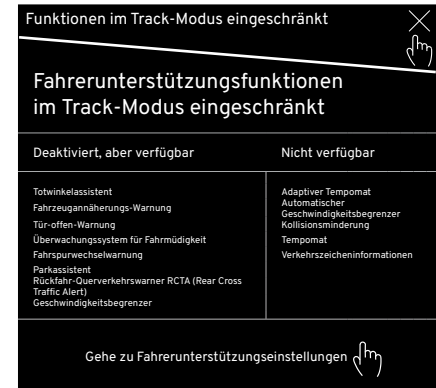 Funktionen im Track-Modus eingeschränkt
Fahrerunterstützungsfunktionen
im Track-Modus eingeschränkt
Deaktiviert, aber verfügbar
Nicht verfügbar
Totwinkelassistent
Fahrzeugannäherungs-Warnung
Tür-offen-Warnung
Überwachungssystem für Fahrmüdigkeit
Fahrspurwechselwarnung
Parkassistent
Rückfahr-Querverkehrswarner RCTA (Rear Cross
Traffic Alert)
Geschwindigkeitsbegrenzer
Adaptiver Tempomat
Automatischer
Geschwindigkeitsbegrenzer
Kollisionsminderung
Tempomat
Verkehrszeicheninformationen
Gehe zu Fahrerunterstützungseinstellungen